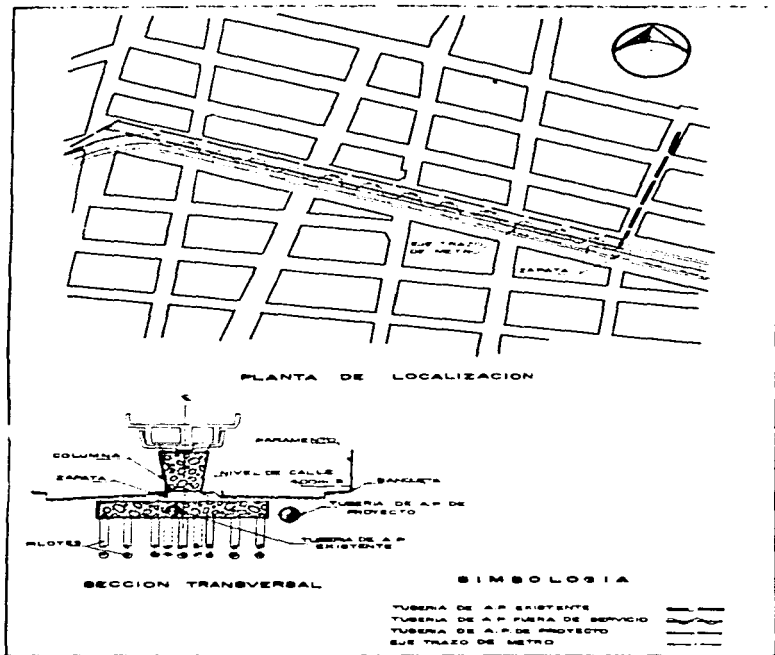 EJE TRAZO
DE METRO
ZAPATA
PLANTA DE LOCALIZACION
COLUMNA
ZAPATA
PARAMENTO
NIVEL DE CALLE
BANQUETA
TUBERIA DE A.P. DE
PROYECTO
TUBERIA DE A.P.
EXISTENTE
PILOTES
SECCION TRANSVERSAL
SIMBOLOGIA
TUBERIA DE A.P. EXISTENTE
TUBERIA DE A.P. FUERA DE SERVICIO
TUBERIA DE A.P. DE PROYECTO
EJE TRAZO DE METRO